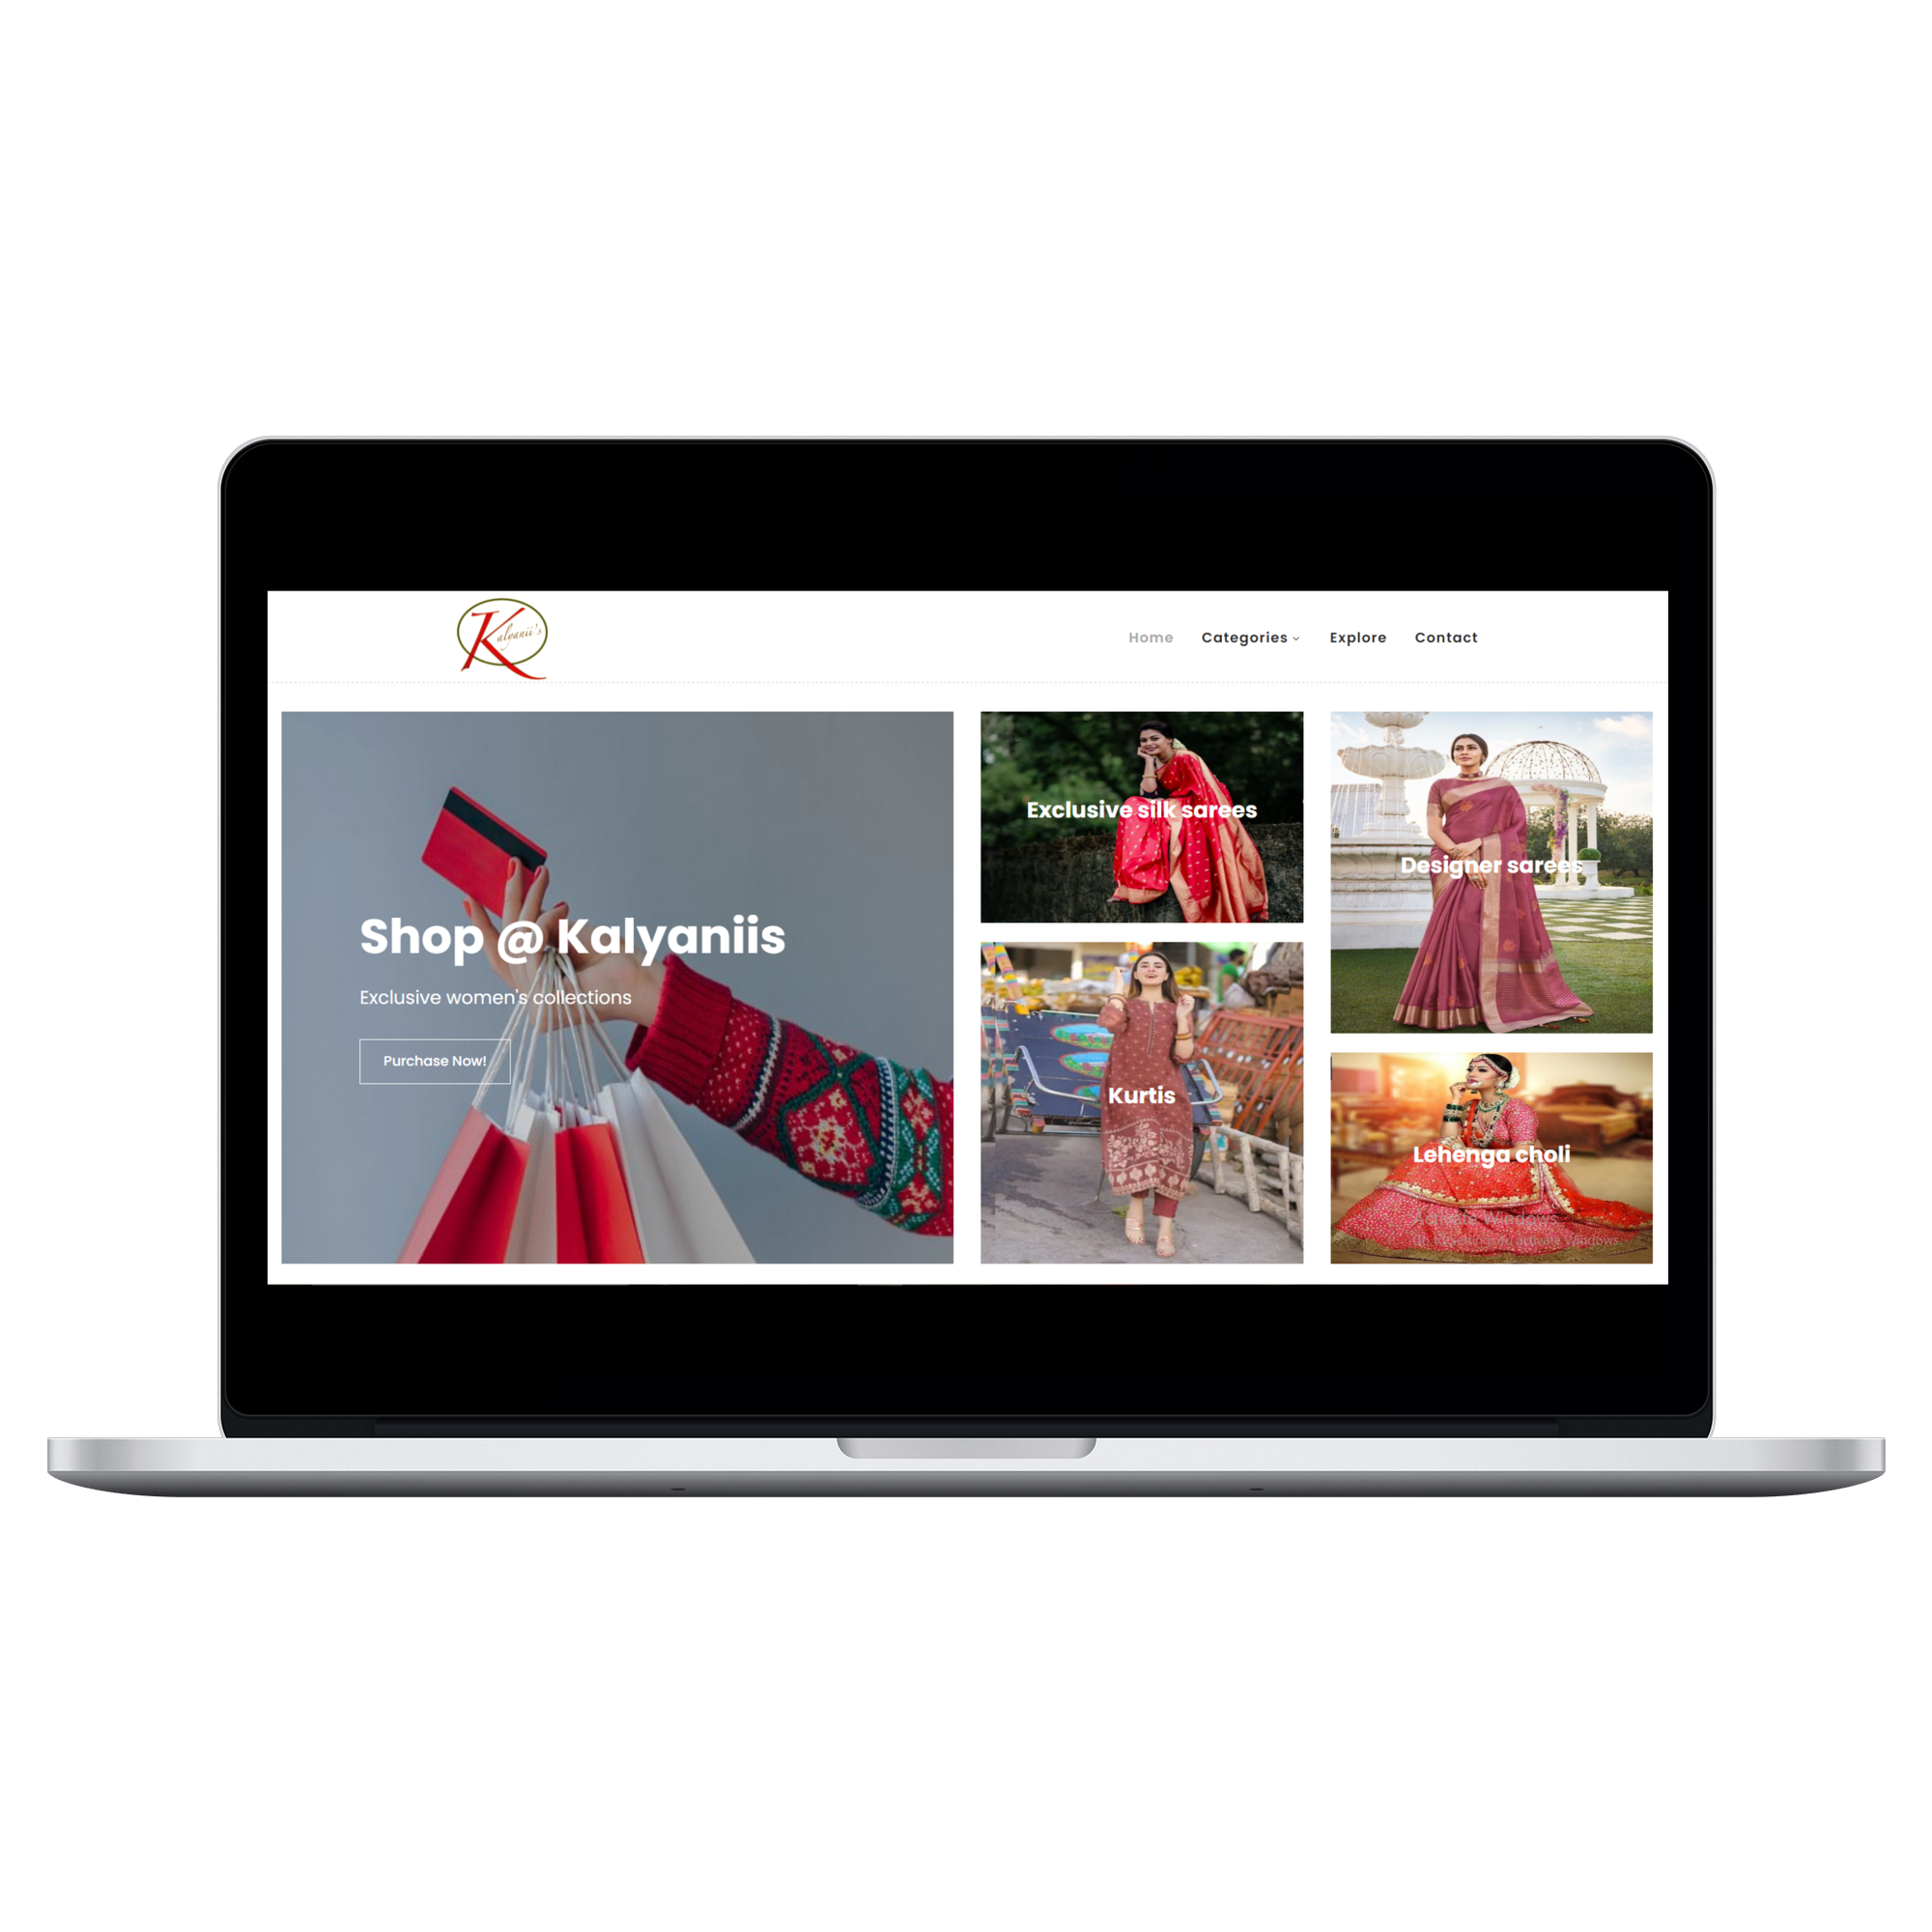 Kalyanii's
Home Categories Explore Contact
Shop @ Kalyaniis
Exclusive women's collections
Purchase Now!
Exclusive silk sarees
Kurtis
Designer sarees
Lehenga choli
Activate Windows
Go to Settings to activate Windows.